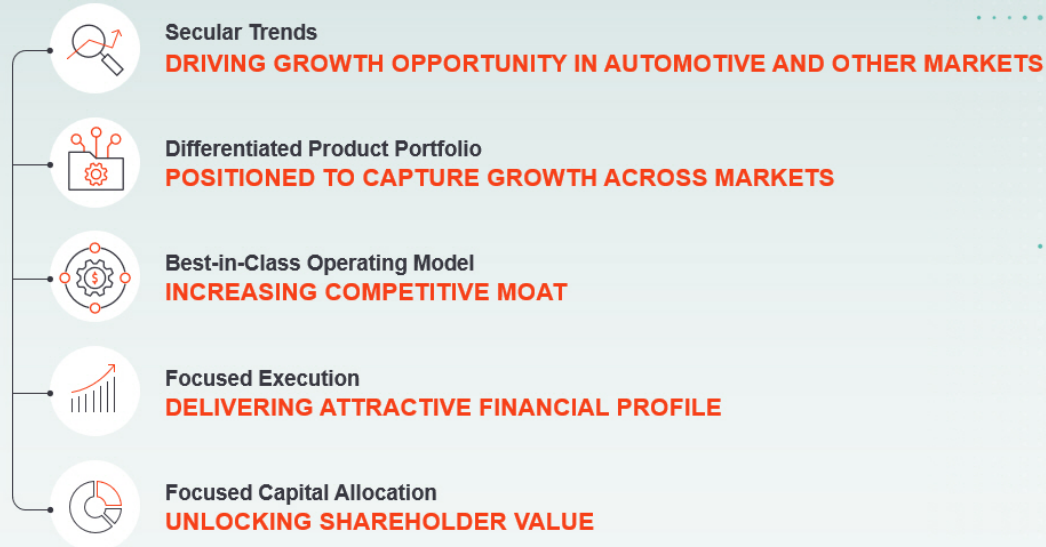 Secular Trends
DRIVING GROWTH OPPORTUNITY IN AUTOMOTIVE AND OTHER MARKETS
Differentiated Product Portfolio
POSITIONED TO CAPTURE GROWTH ACROSS MARKETS
Best-in-Class Operating Model
INCREASING COMPETITIVE MOAT
Focused Execution
DELIVERING ATTRACTIVE FINANCIAL PROFILE
Focused Capital Allocation
UNLOCKING SHAREHOLDER VALUE